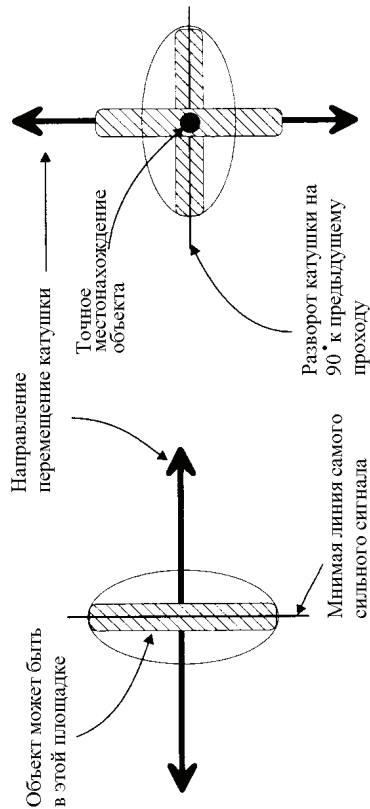 Объект может быть
в этой площадке
Направление
перемещение катушки
Мнимая линия самого
сильного сигнала
Точное
местонахождение
объекта
Разворот катушки на
90° к предыдущему
проходу